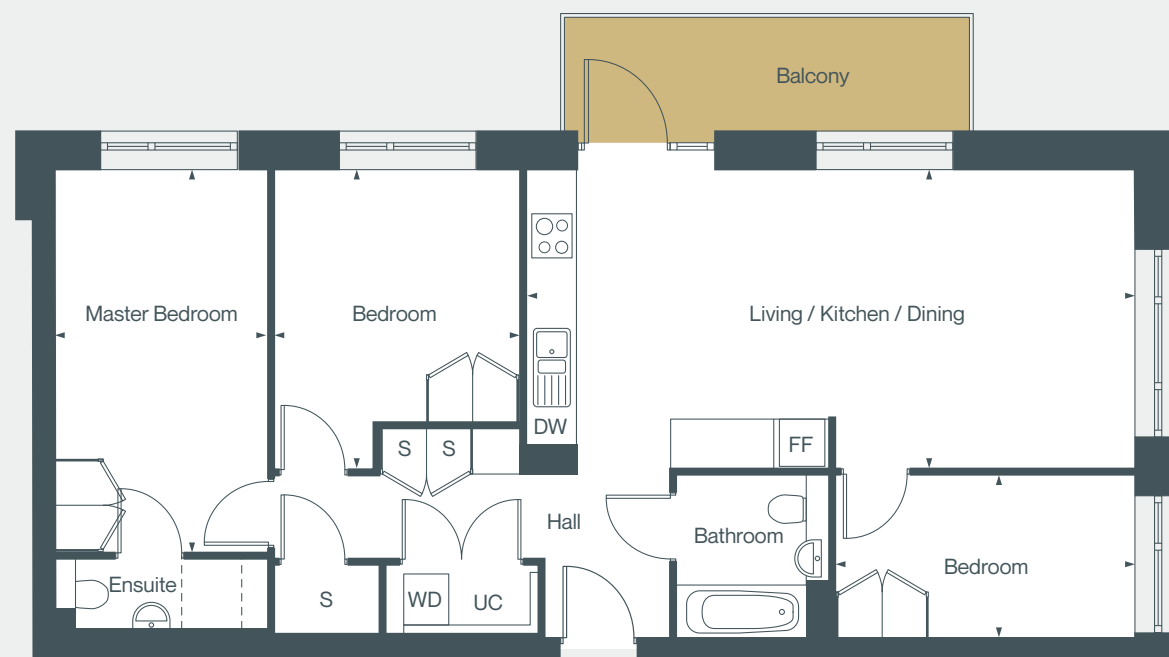 Balcony
Master Bedroom
Bedroom
Living / Kitchen / Dining
DW
S
S
FF
Hall
Bathroom
Bedroom
Ensuite
S
WD
UC